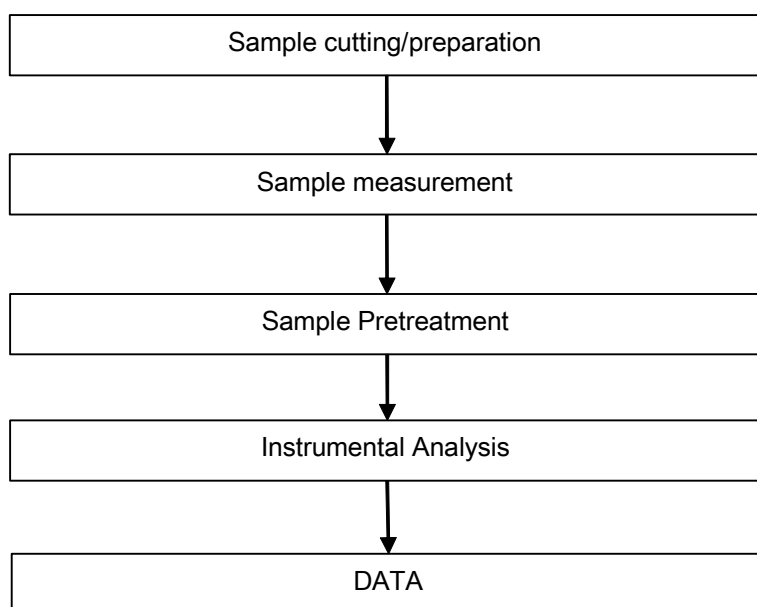 Sample cutting/preparation
Sample measurement
Sample Pretreatment
Instrumental Analysis
DATA